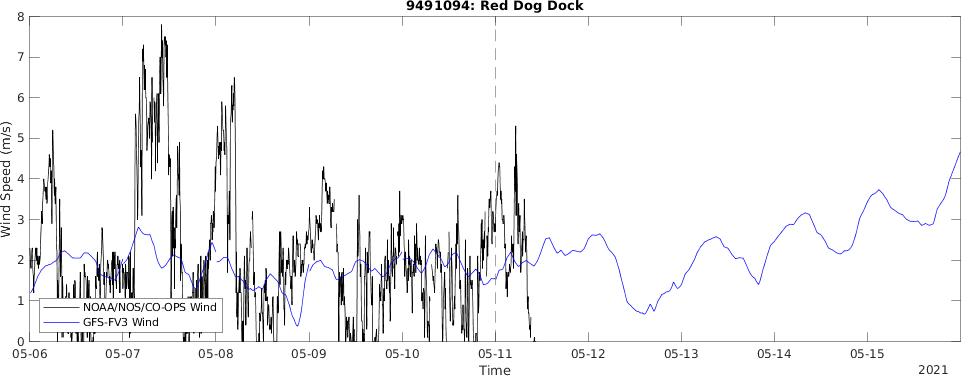 9491094: Red Dog Dock
8
7
6
5
4
3
2
1
0
Wind Speed (m/s)
NOAA/NOS/CO-OPS Wind
GFS-FV3 Wind
05-06 05-07 05-08 05-09 05-10 05-11 05-12 05-13 05-14 05-15
Time
2021